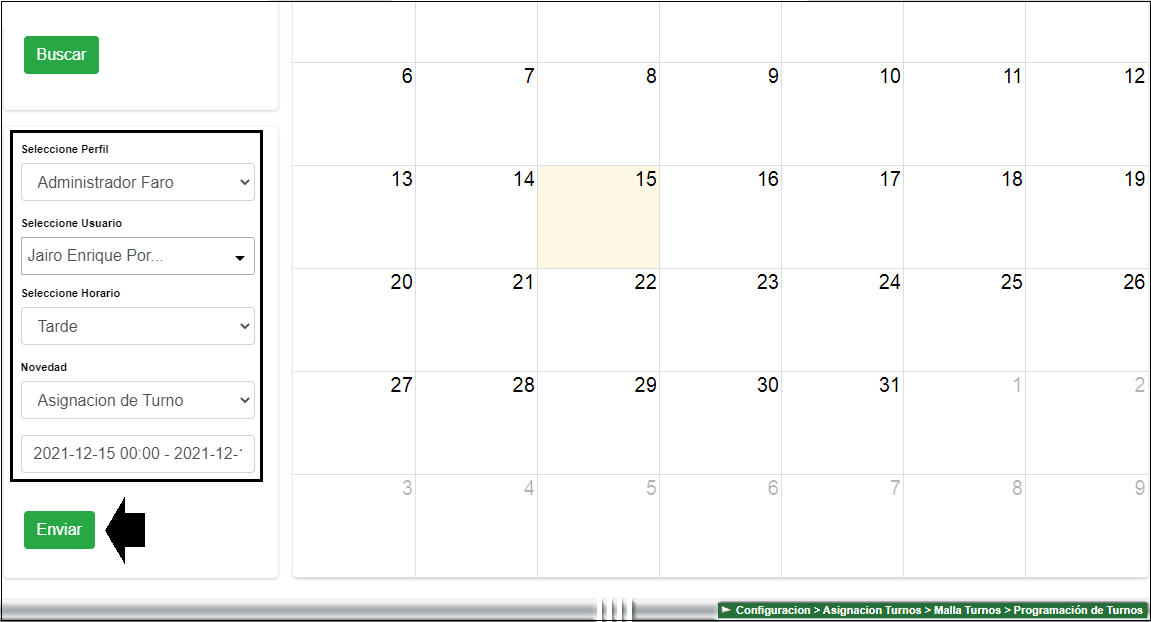 Buscar
Seleccione Perfil
Administrador Faro
Seleccione Usuario
Jairo Enrique Por...
Seleccione Horario
Tarde
Novedad
Asignacion de Turno
2021-12-15 00:00 - 2021-12-
Enviar
6 7 8 9 10 11 12
13 14 15 16 17 18 19
20 21 22 23 24 25 26
27 28 29 30 31 1 2
3 4 5 6 7 8 9
Configuracion > Asignacion Turnos > Malla Turnos > Programación de Turnos